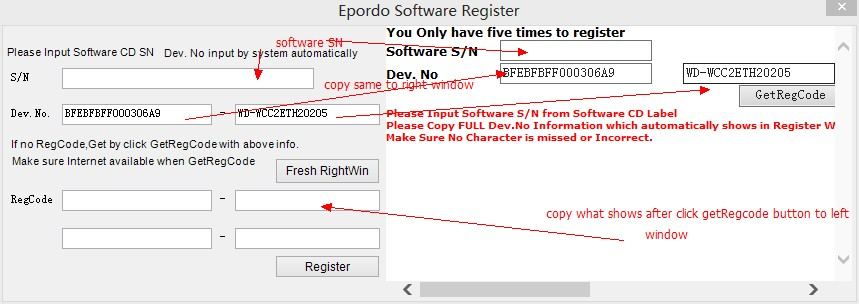 Epordo Software Register
Please Input Software CD SN Dev. No input by system automatically
software SN
S/N
copy same to right window
Dev. No. BFEBFBFF000306A9 - WD-WCC2ETH20205
If no RegCode,Get by click GetRegCode with above info.
Make sure Internet available when GetRegCode
Fresh RightWin
RegCode - 
-
Register
You Only have five times to register
Software S/N
Dev. No BFEBFBFF000306A9 WD-WCC2ETH20205
GetRegCode
Please Input Software S/N from Software CD Label
Please Copy FULL Dev.No Information which automatically shows in Register W
Make Sure No Character is missed or Incorrect.
copy what shows after click getRegcode button to left
window